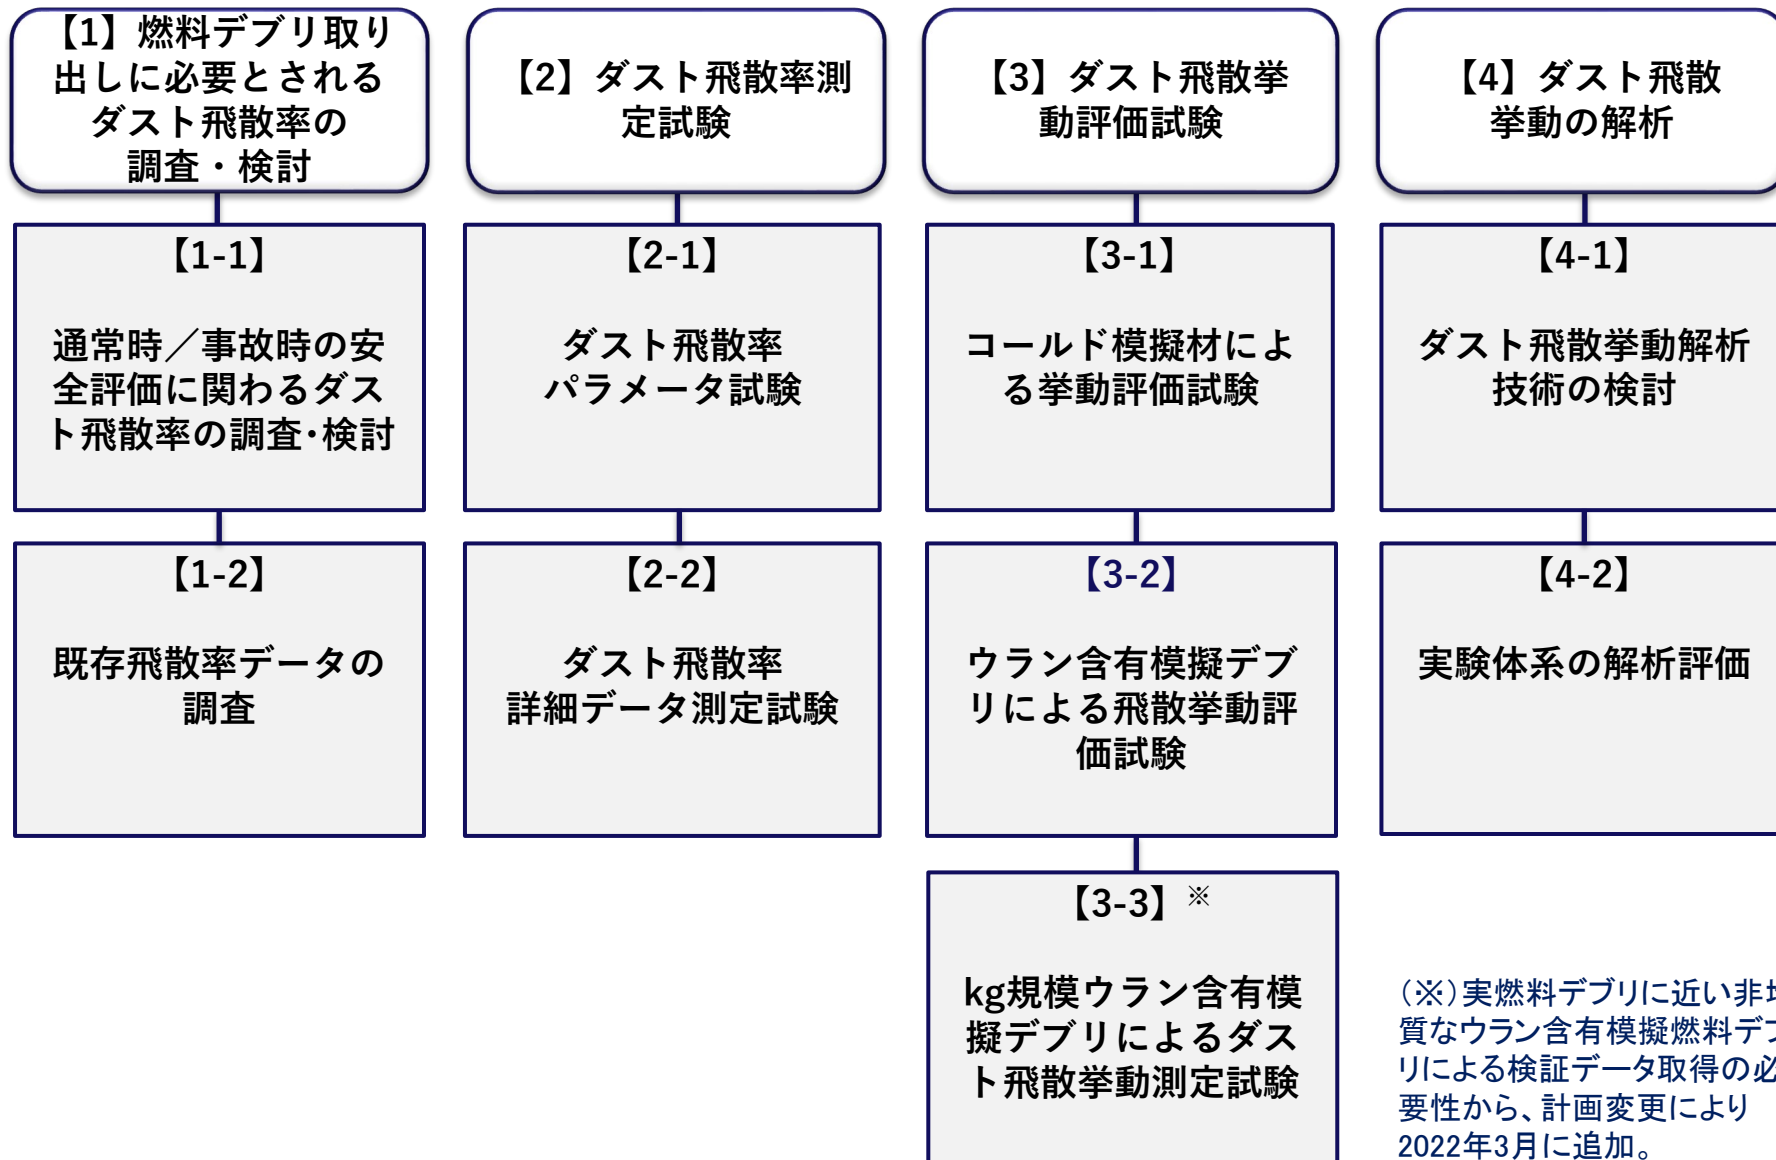 【1】燃料デブリ取り
出しに必要とされる
ダスト飛散率の
調査・検討
【1-1】
通常時／事故時の安
全評価に関わるダス
ト飛散率の調査･検討
【1-2】
既存飛散率データの
調査
【2】ダスト飛散率測
定試験
【2-1】
ダスト飛散率
パラメータ試験
【2-2】
ダスト飛散率
詳細データ測定試験
【3】ダスト飛散挙
動評価試験
【3-1】
コールド模擬材によ
る挙動評価試験
【3-2】
ウラン含有模擬デブ
リによる飛散挙動評
価試験
【3-3】※
kg規模ウラン含有模
擬デブリによるダス
ト飛散挙動測定試験
【4】ダスト飛散
挙動の解析
【4-1】
ダスト飛散挙動解析
技術の検討
【4-2】
実験体系の解析評価
(※)実燃料デブリに近い非均
質なウラン含有模擬燃料デブ
リによる検証データ取得の必
要性から、計画変更により
2022年3月に追加。